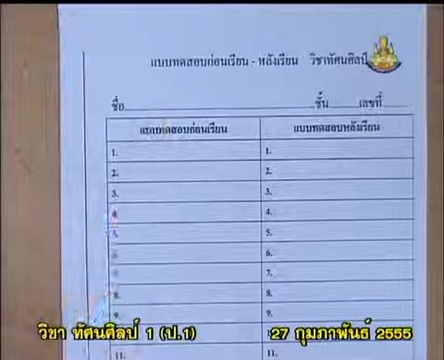 แบบทดสอบก่อนเรียน - หลังเรียน วิชาทัศนศิลป์
ชื่อ ชั้น เลขที่
แบบทดสอบก่อนเรียน แบบทดสอบหลังเรียน
1. 1.
2. 2.
3. 3.
4. 4.
5. 5.
6. 6.
7. 7.
8. 8.
9. 9.
วิชา ทัศนศิลป์ 1 (ป.1) 27 กุมภาพันธ์ 2555
11. 11.